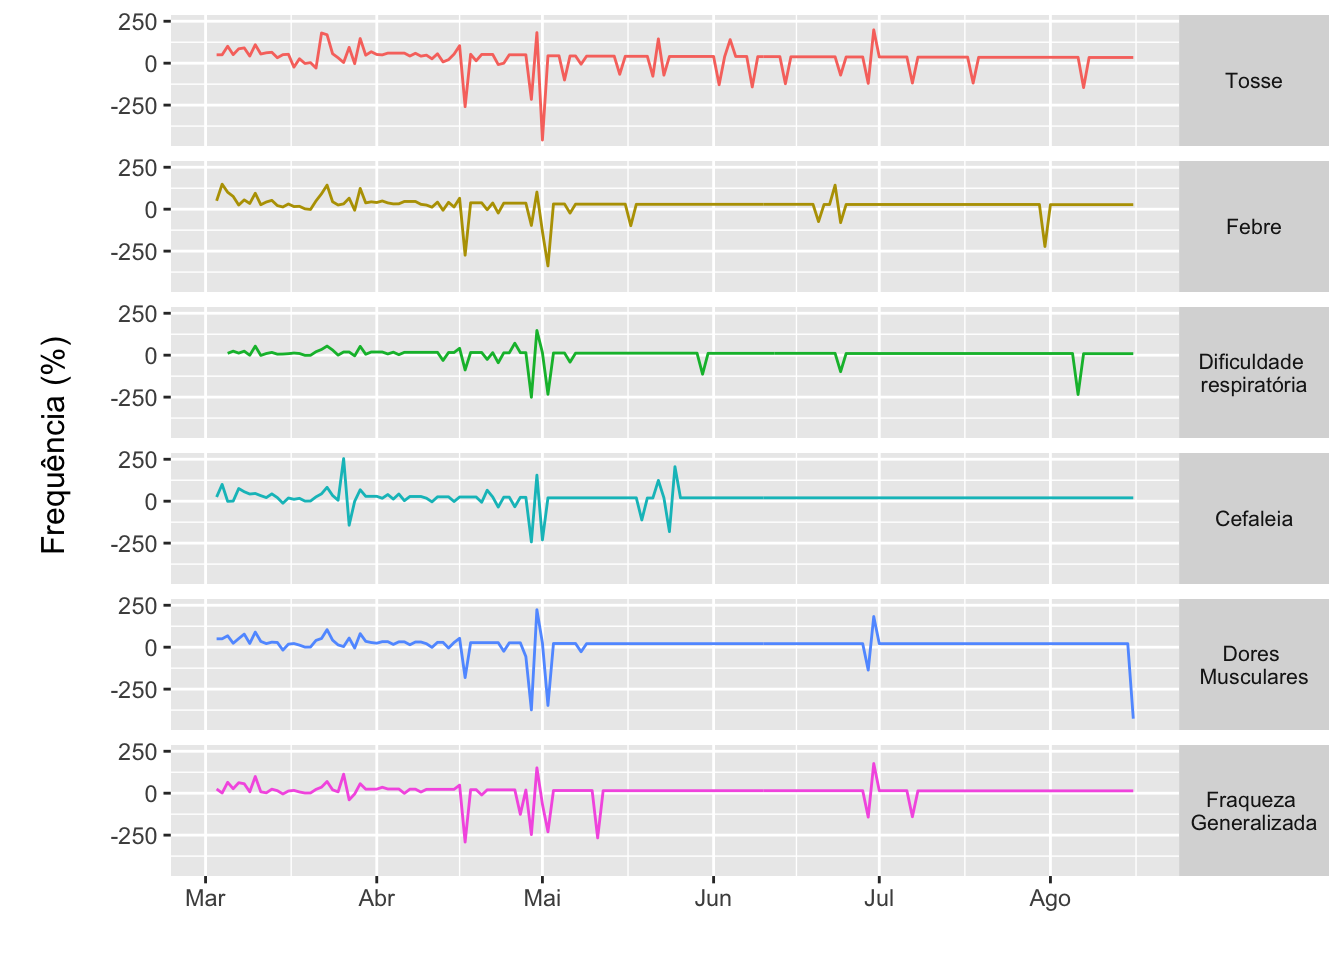 Frequência (%)
250
0
-250
Tosse
250
0
-250
Febre
250
0
-250
Dificuldade
respiratória
250
0
-250
Cefaleia
250
0
-250
Dores
Musculares
250
0
-250
Fraqueza
Generalizada
Mar Abr Mai Jun Jul Ago